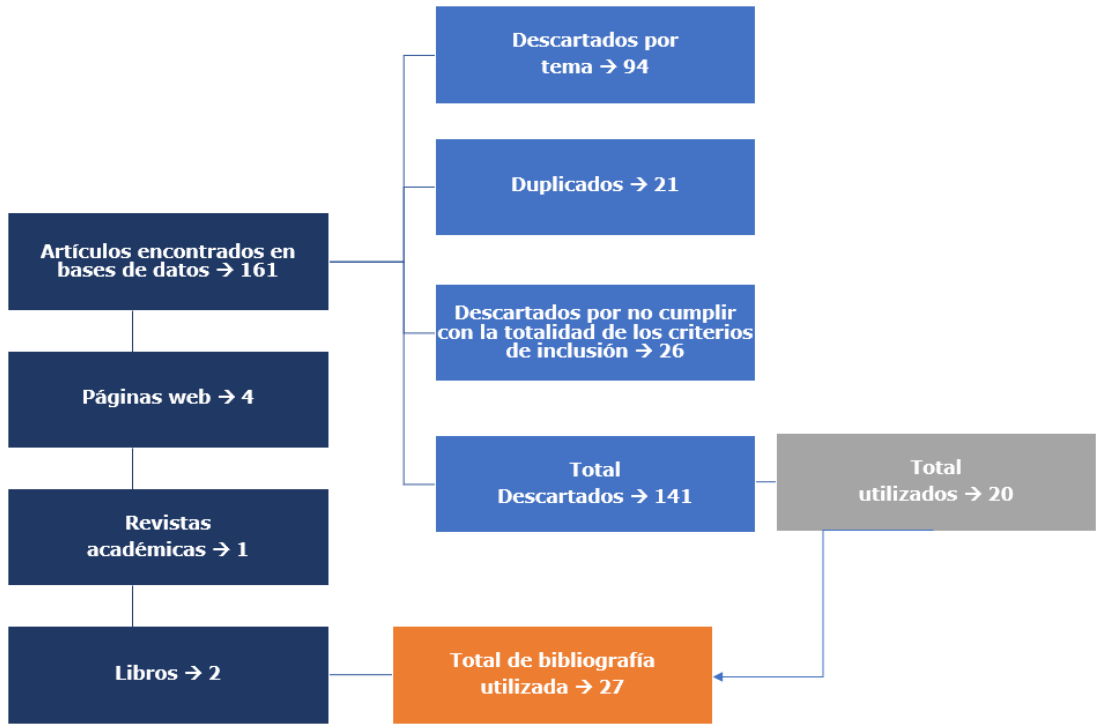 Descartados por
tema → 94
Duplicados → 21
Artículos encontrados en
bases de datos → 161
Descartados por no cumplir
con la totalidad de los criterios
de inclusión → 26
Páginas web → 4
Total
Descartados → 141
Total
utilizados → 20
Revistas
académicas → 1
Libros → 2
Total de bibliografía
utilizada → 27